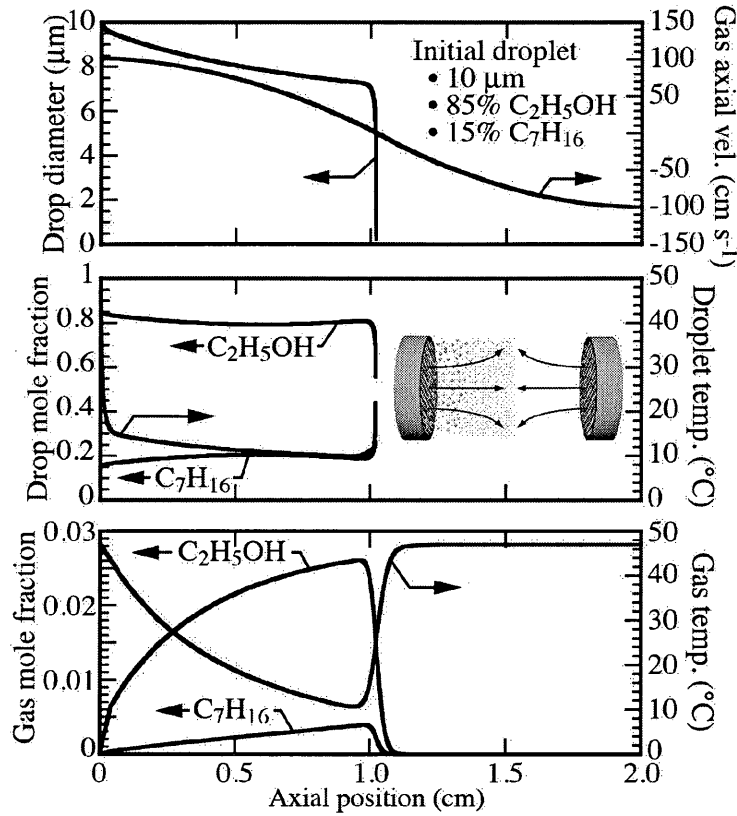 Drop diameter (μm)
10
8
6
4
2
0
Initial droplet
• 10 μm
• 85% C₂H₅OH
• 15% C₇H₁₆
150
100
50
0
-50
-100
-150
Gas axial vel. (cm s⁻¹)
Drop mole fraction
1
0.8
0.6
0.4
0.2
0
C₂H₅OH
C₇H₁₆
50
40
30
20
10
0
Droplet temp. (°C)
Gas mole fraction
0.03
0.02
0.01
0
C₂H₅OH
C₇H₁₆
50
40
30
20
10
0
Gas temp. (°C)
0 0.5 1.0 1.5 2.0
Axial position (cm)